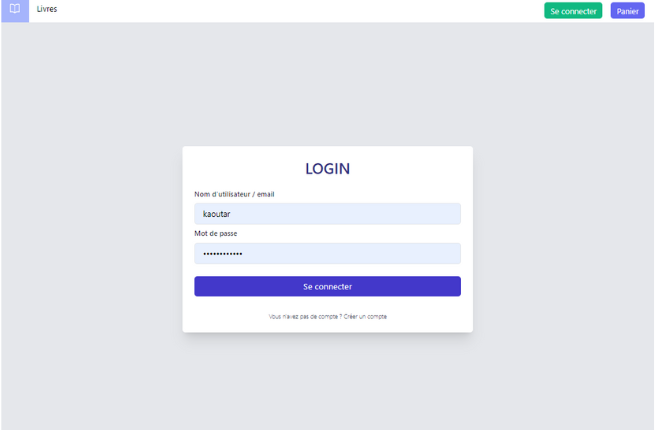 Livres
Se connecter
Panier
LOGIN
Nom d'utilisateur / email
kaoutar
Mot de passe
••••••••••••
Se connecter
Vous n'avez pas de compte ? Créer un compte